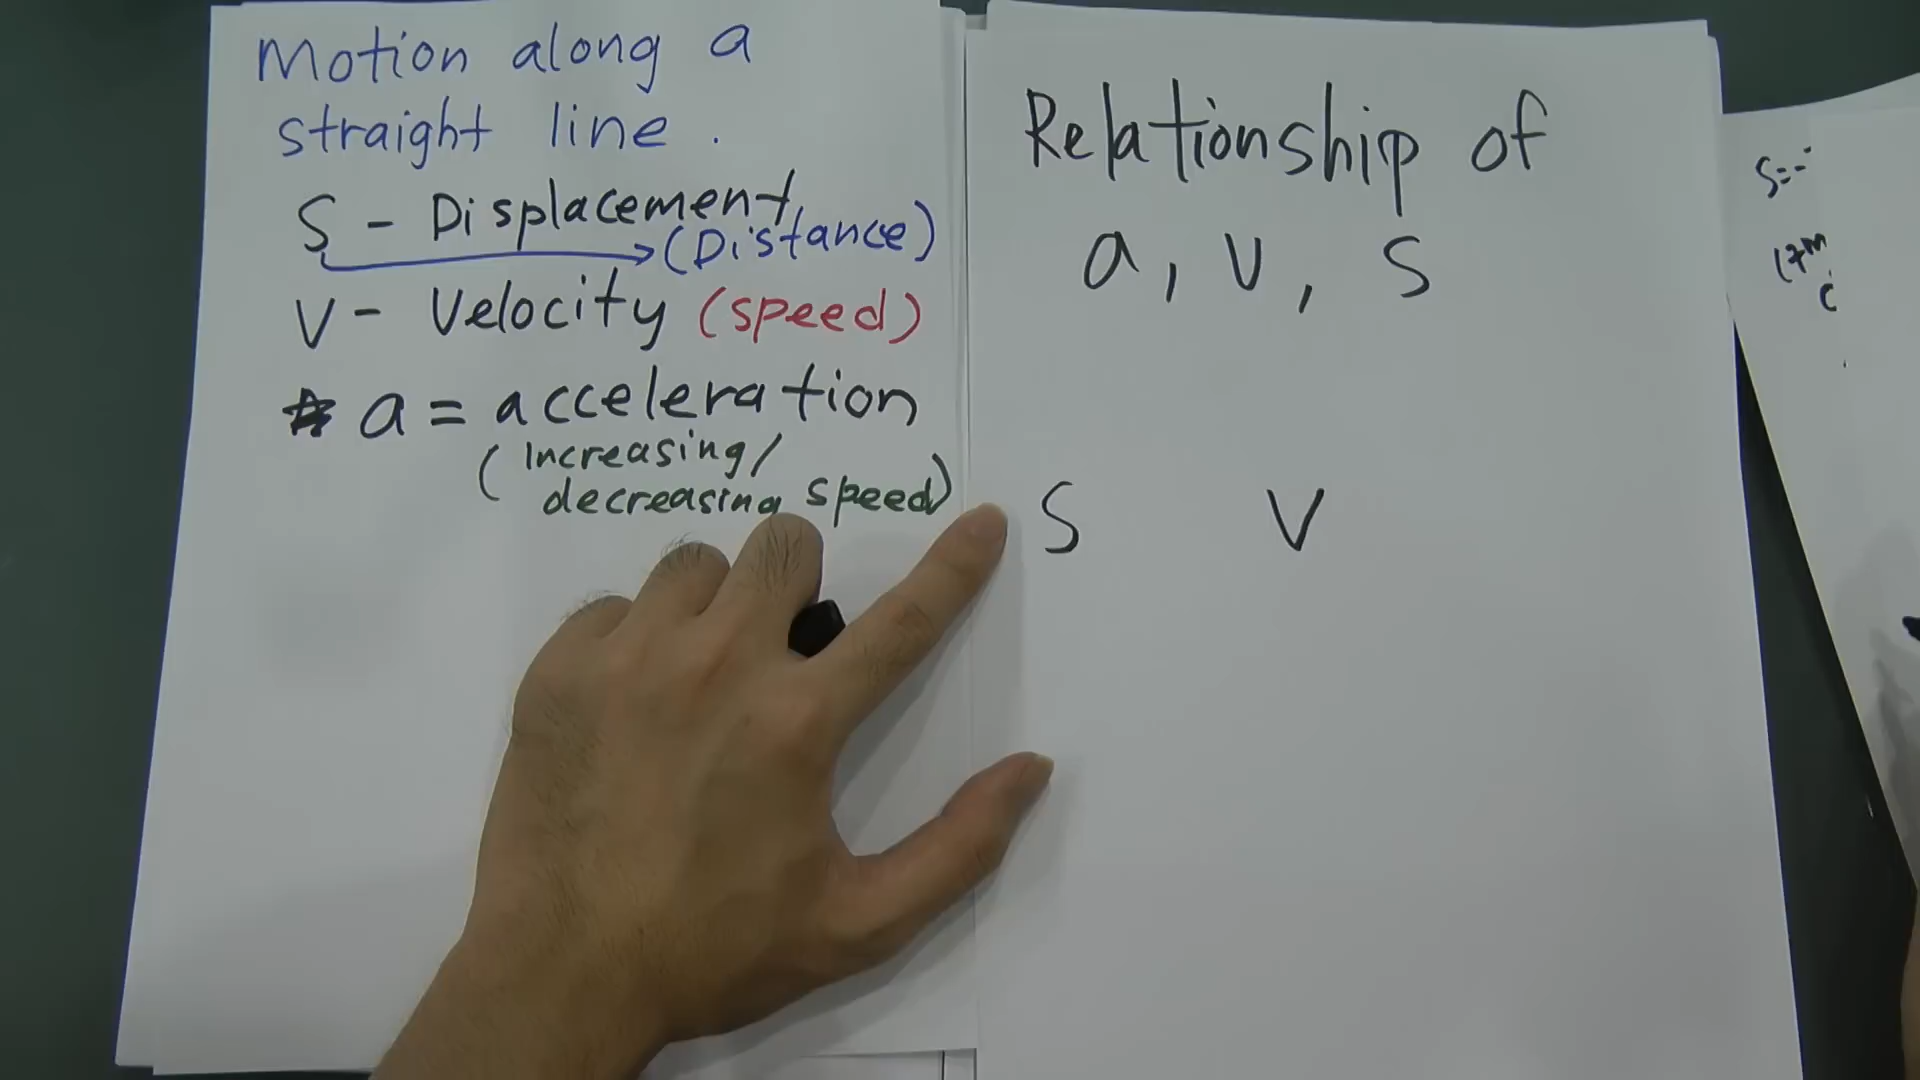 Motion along a
straight line.
S - Displacement
(Distance)
V - Velocity (speed)
a = acceleration
(Increasing/
decreasing speed)
Relationship of
a, v, s
S V
S=--